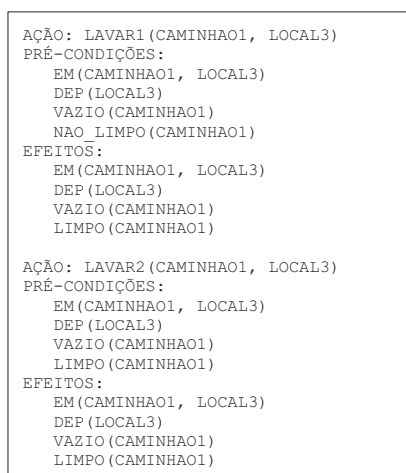 AÇÃO: LAVAR1(CAMINHAO1, LOCAL3)
PRÉ-CONDIÇÕES:
EM(CAMINHAO1, LOCAL3)
DEP(LOCAL3)
VAZIO(CAMINHAO1)
NAO_LIMPO(CAMINHAO1)
EFEITOS:
EM(CAMINHAO1, LOCAL3)
DEP(LOCAL3)
VAZIO(CAMINHAO1)
LIMPO(CAMINHAO1)
AÇÃO: LAVAR2(CAMINHAO1, LOCAL3)
PRÉ-CONDIÇÕES:
EM(CAMINHAO1, LOCAL3)
DEP(LOCAL3)
VAZIO(CAMINHAO1)
LIMPO(CAMINHAO1)
EFEITOS:
EM(CAMINHAO1, LOCAL3)
DEP(LOCAL3)
VAZIO(CAMINHAO1)
LIMPO(CAMINHAO1)